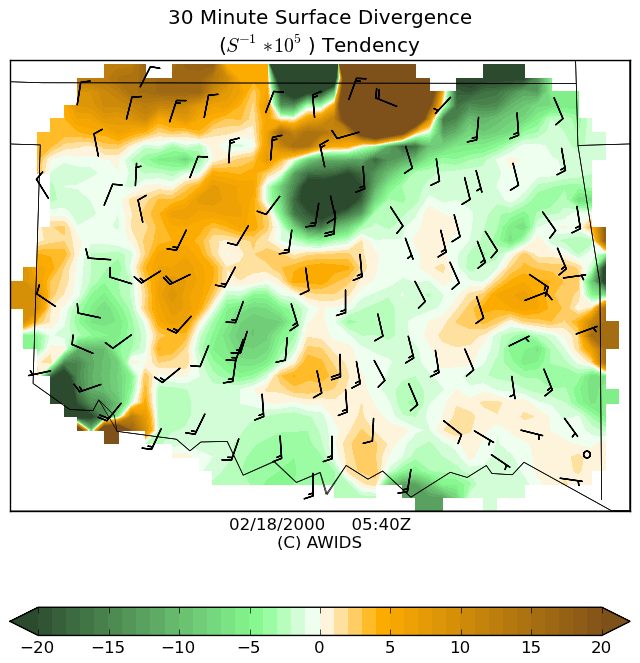 30 Minute Surface Divergence
(S⁻¹ *10⁵ ) Tendency
02/18/2000 05:40Z
(C) AWIDS
−20 −15 −10 −5 0 5 10 15 20